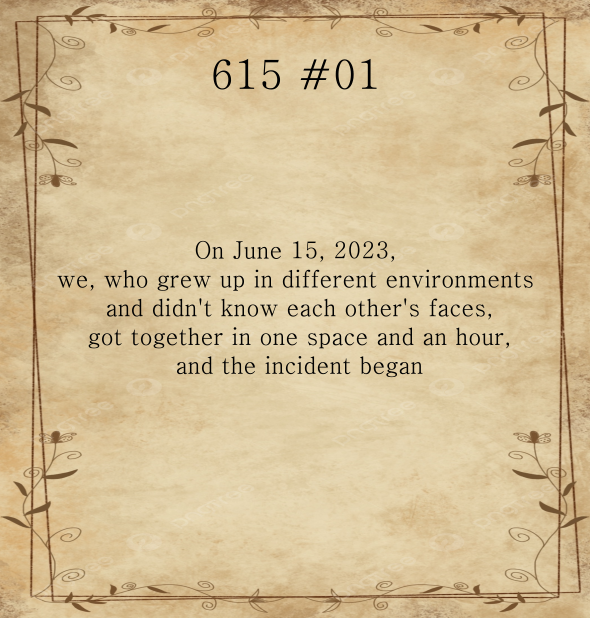 615 #01
On June 15, 2023,
we, who grew up in different environments
and didn't know each other's faces,
got together in one space and an hour,
and the incident began